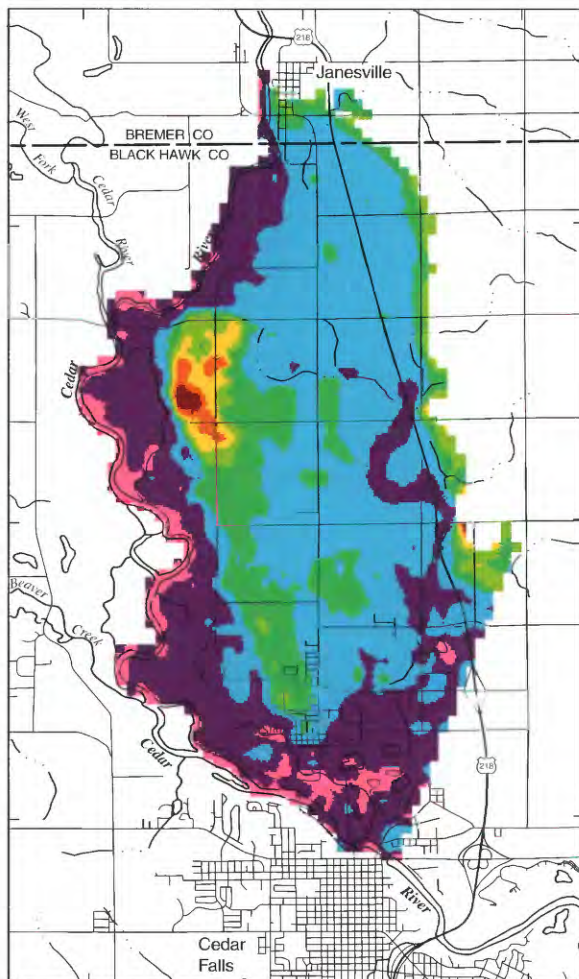 218
Janesville
West
Fork
Cedar
River
BREMER CO
BLACK HAWK CO
River
Cedar
Beaver
Creek
Cedar
218
River
Cedar
Falls